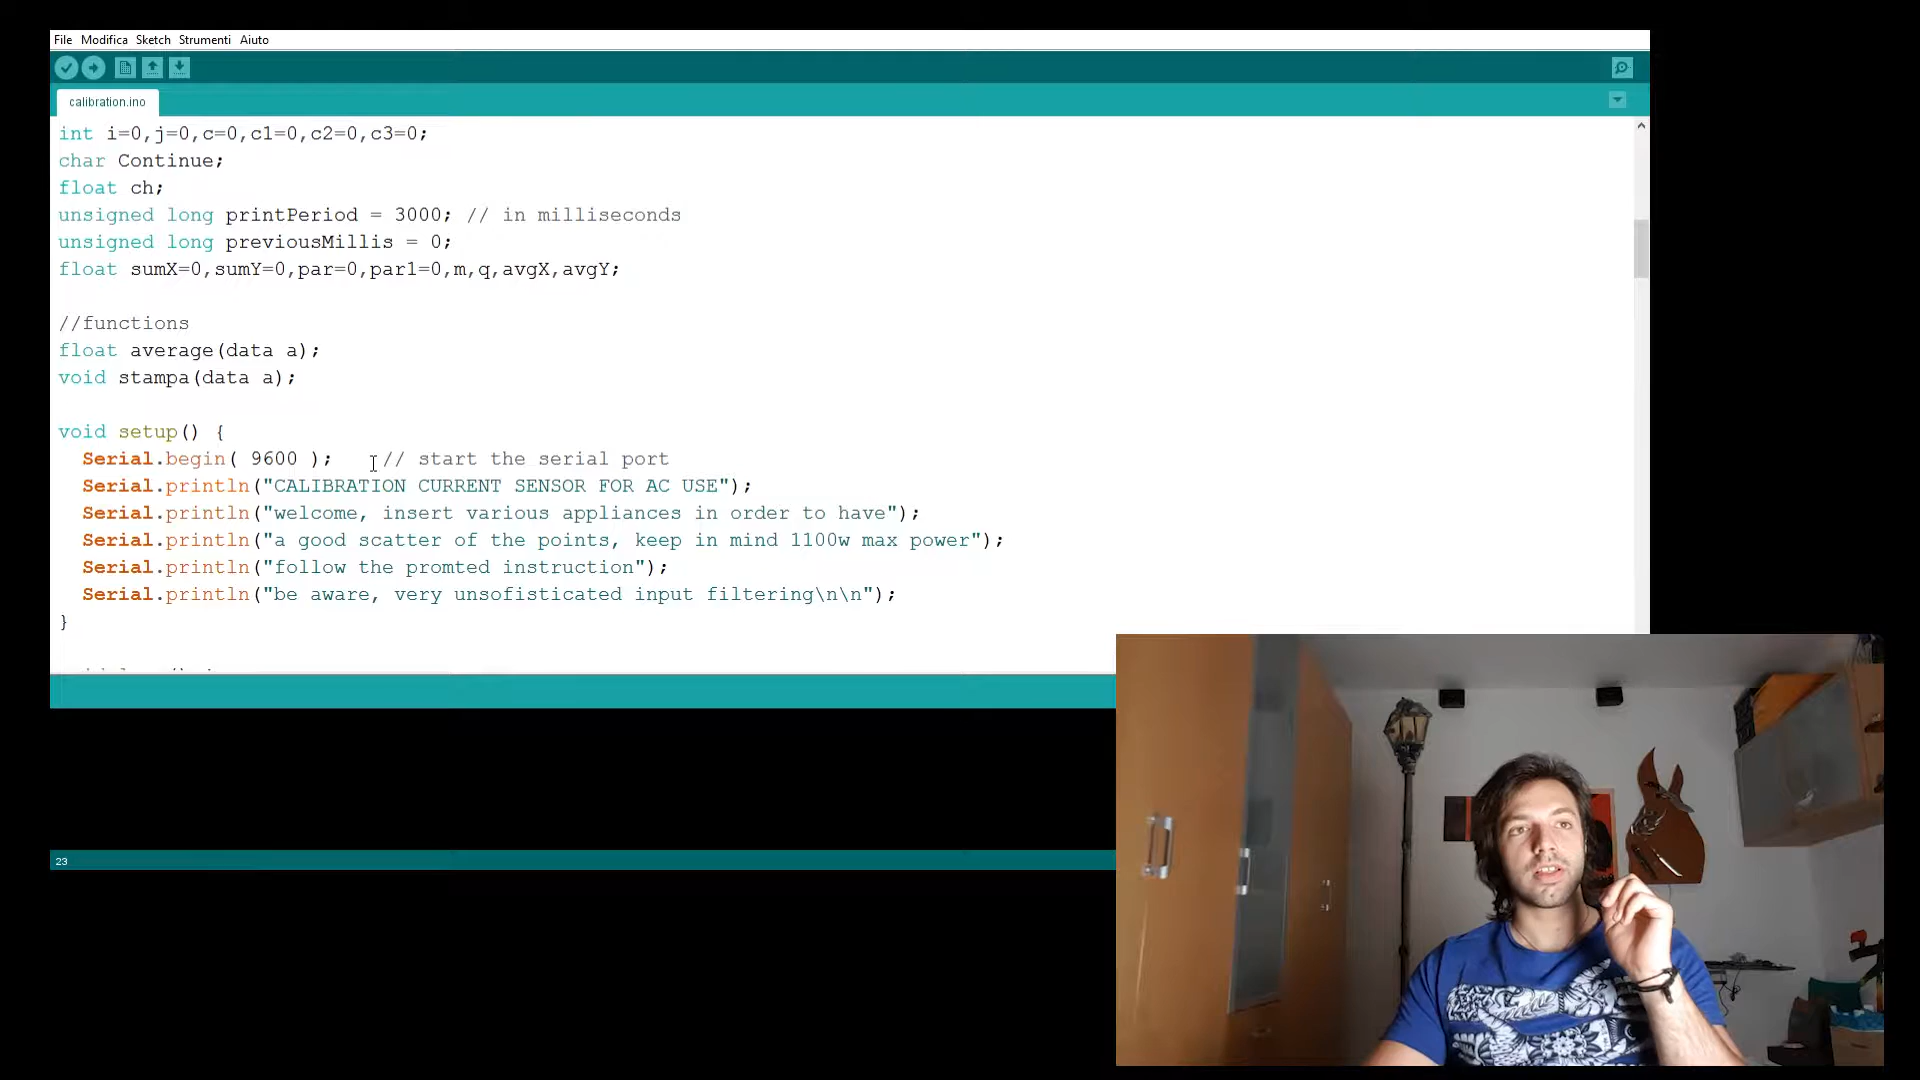 File Modifica Sketch Strumenti Aiuto
calibration.ino
int i=0,j=0,c=0,c1=0,c2=0,c3=0;
char Continue;
float ch;
unsigned long printPeriod = 3000; // in milliseconds
unsigned long previousMillis = 0;
float sumX=0,sumY=0,par=0,par1=0,m,q,avgX,avgY;
//functions
float average(data a);
void stampa(data a);
void setup() {
Serial.begin( 9600 ); // start the serial port
Serial.println("CALIBRATION CURRENT SENSOR FOR AC USE");
Serial.println("welcome, insert various appliances in order to have");
Serial.println("a good scatter of the points, keep in mind 1100w max power");
Serial.println("follow the promted instruction");
Serial.println("be aware, very unsofisticated input filtering\n\n");
}
23